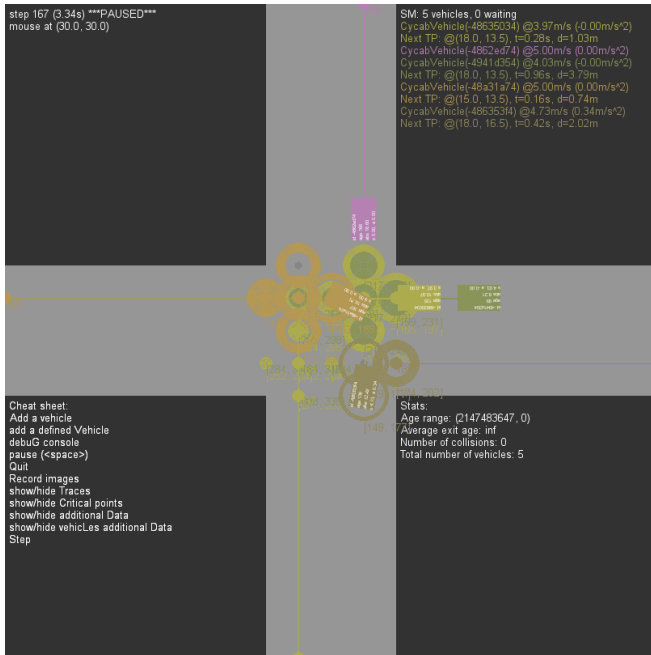 step 167 (3.34s) ***PAUSED***
mouse at (30.0, 30.0)
SM: 5 vehicles, 0 waiting
CycabVehicle(-48635034) @3.97m/s (-0.00m/s^2)
Next TP: @(18.0, 13.5), t=0.28s, d=1.03m
CycabVehicle(-4862ed74) @5.00m/s (0.00m/s^2)
CycabVehicle(-4941d354) @4.03m/s (-0.00m/s^2)
Next TP: @(18.0, 13.5), t=0.96s, d=3.79m
CycabVehicle(-48a31a74) @5.00m/s (0.00m/s^2)
Next TP: @(15.0, 13.5), t=0.16s, d=0.74m
CycabVehicle(-486353f4) @4.73m/s (0.34m/s^2)
Next TP: @(18.0, 16.5), t=0.42s, d=2.02m
Cheat sheet:
Add a vehicle
add a defined Vehicle
debuG console
pause (<space>)
Quit
Record images
show/hide Traces
show/hide Critical points
show/hide additional Data
show/hide vehicLes additional Data
Step
Stats:
Age range: (2147483647, 0)
Average exit age: inf
Number of collisions: 0
Total number of vehicles: 5